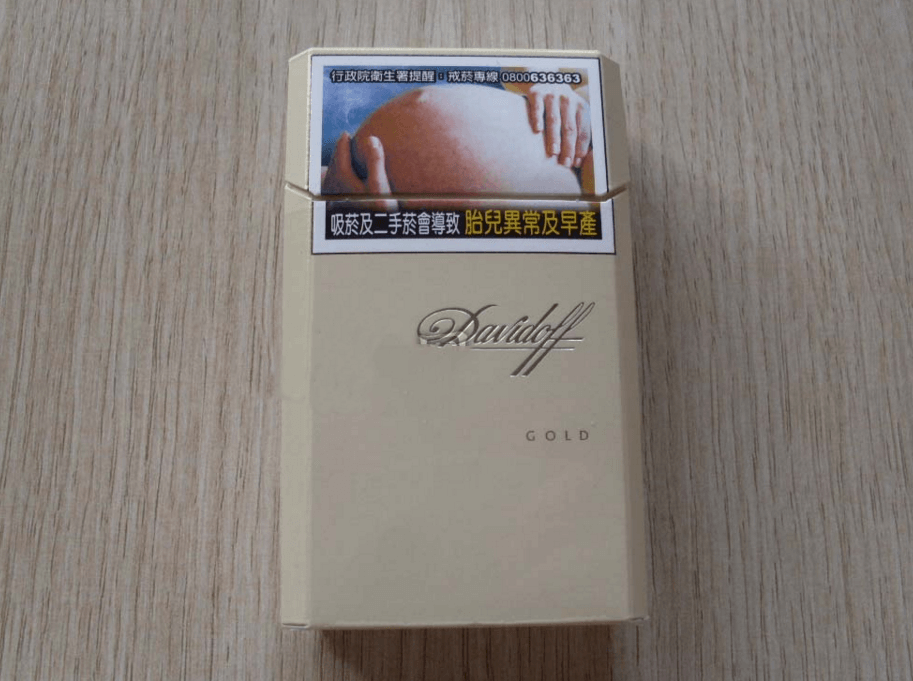 行政院衛生署提醒：戒菸專線 0800636363
吸菸及二手菸會導致 胎兒異常及早產
Davidoff
GOLD